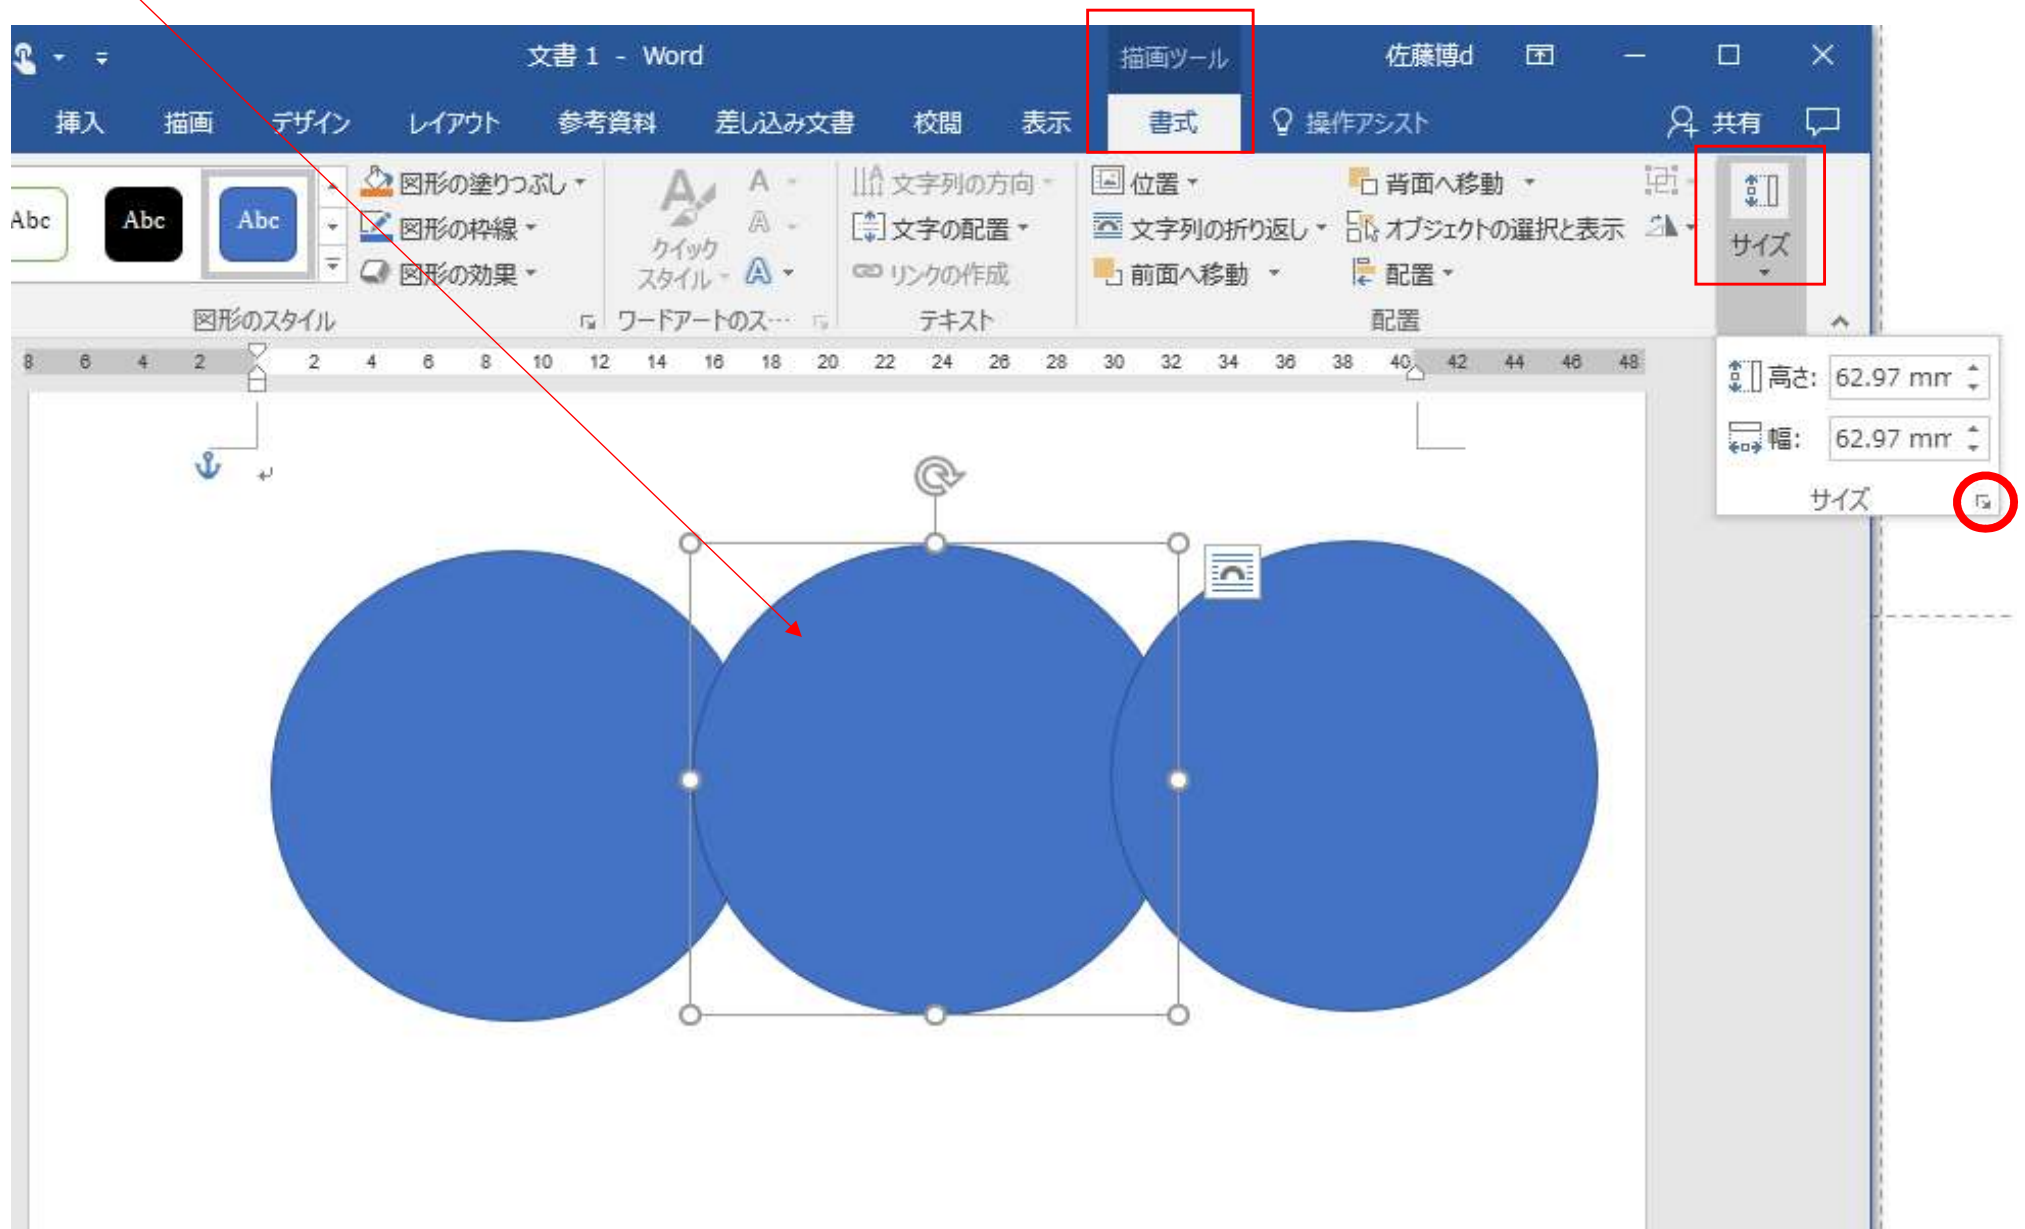 文書 1 - Word
描画ツール
佐藤博d
挿入 描画 デザイン レイアウト 参考資料 差し込み文書 校閲 表示 書式 操作アシスト 共有
Abc Abc Abc
図形の塗りつぶし
図形の枠線
図形の効果
図形のスタイル
クイック
スタイル
ワードアートのス…
文字列の方向
文字の配置
リンクの作成
テキスト
位置
文字列の折り返し
前面へ移動
背面へ移動
オブジェクトの選択と表示
配置
配置
サイズ
8 6 4 2 2 4 6 8 10 12 14 16 18 20 22 24 26 28 30 32 34 36 38 40 42 44 46 48
高さ: 62.97 mm
幅: 62.97 mm
サイズ